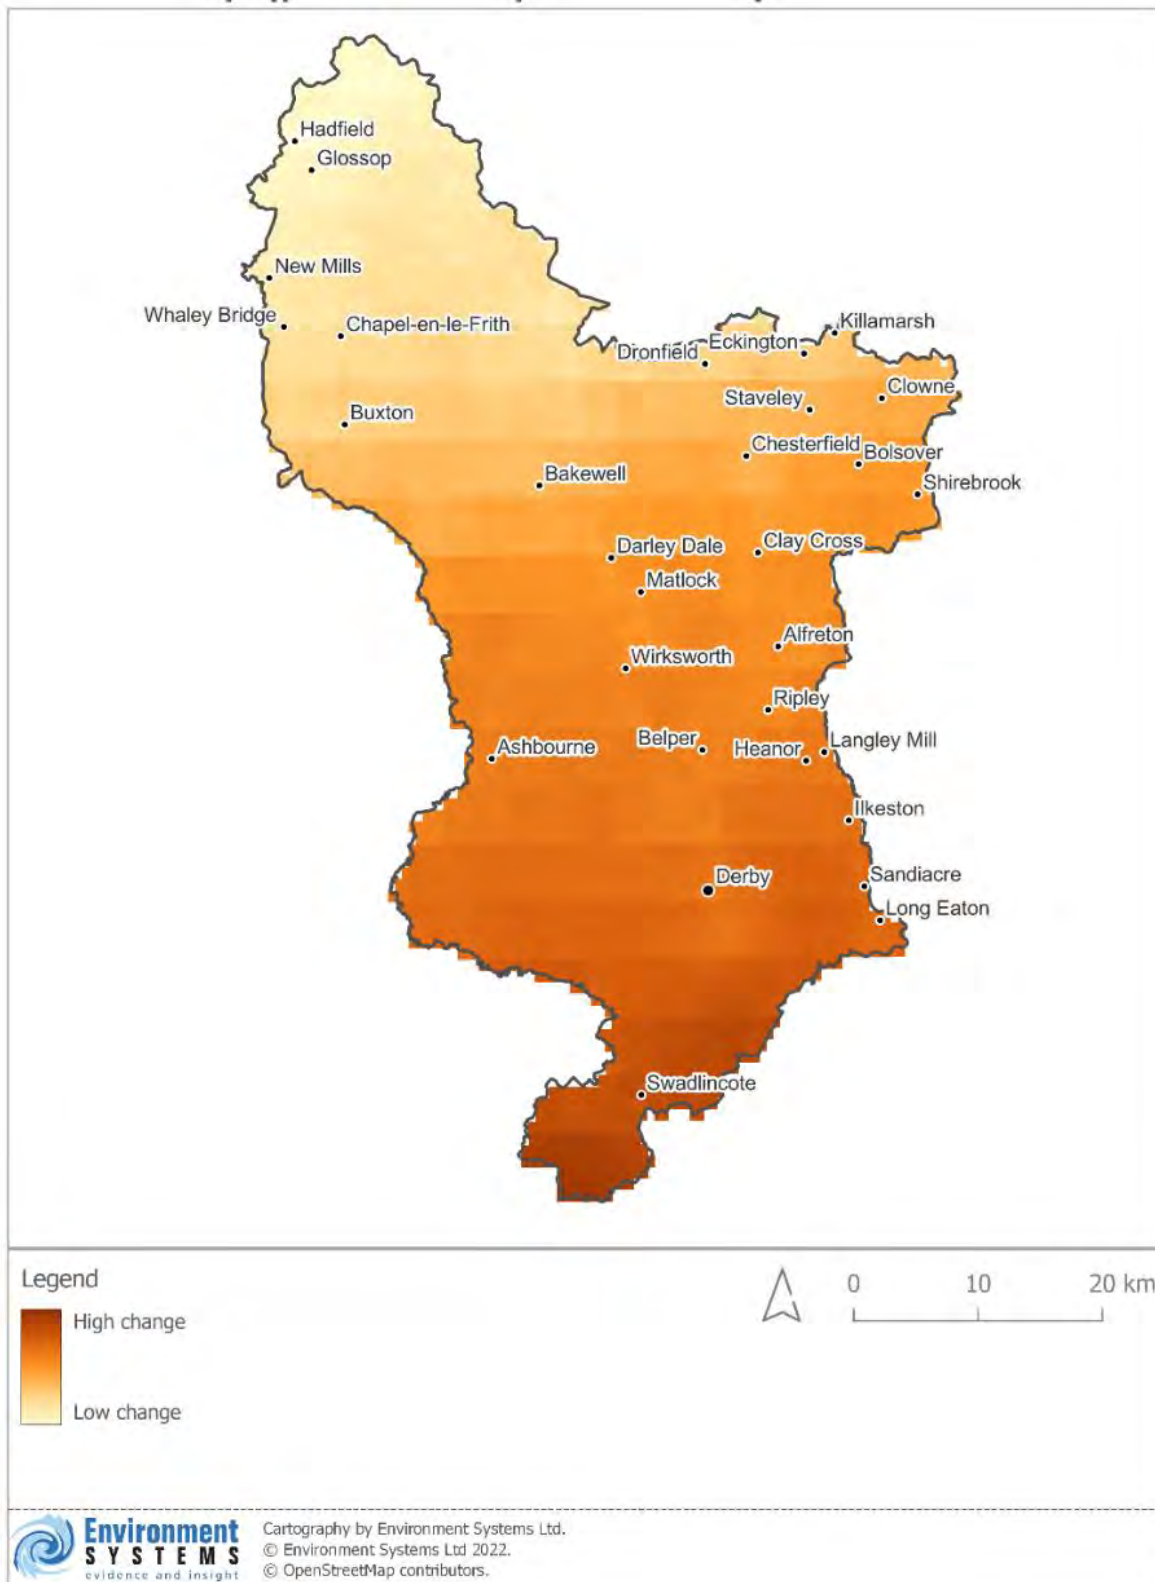 Hadfield
Glossop
New Mills
Whaley Bridge
Chapel-en-le-Frith
Killamarsh
Eckington
Dronfield
Clowne
Staveley
Buxton
Chesterfield
Bolsover
Bakewell
Shirebrook
Clay Cross
Darley Dale
Matlock
Alfreton
Wirksworth
Ripley
Belper
Langley Mill
Ashbourne
Heanor
Ilkeston
Derby
Sandiacre
Long Eaton
Swadlincote
Legend
High change
Low change
0 10 20 km
Environment
SYSTEMS
evidence and insight
Cartography by Environment Systems Ltd.
© Environment Systems Ltd 2022.
© OpenStreetMap contributors.